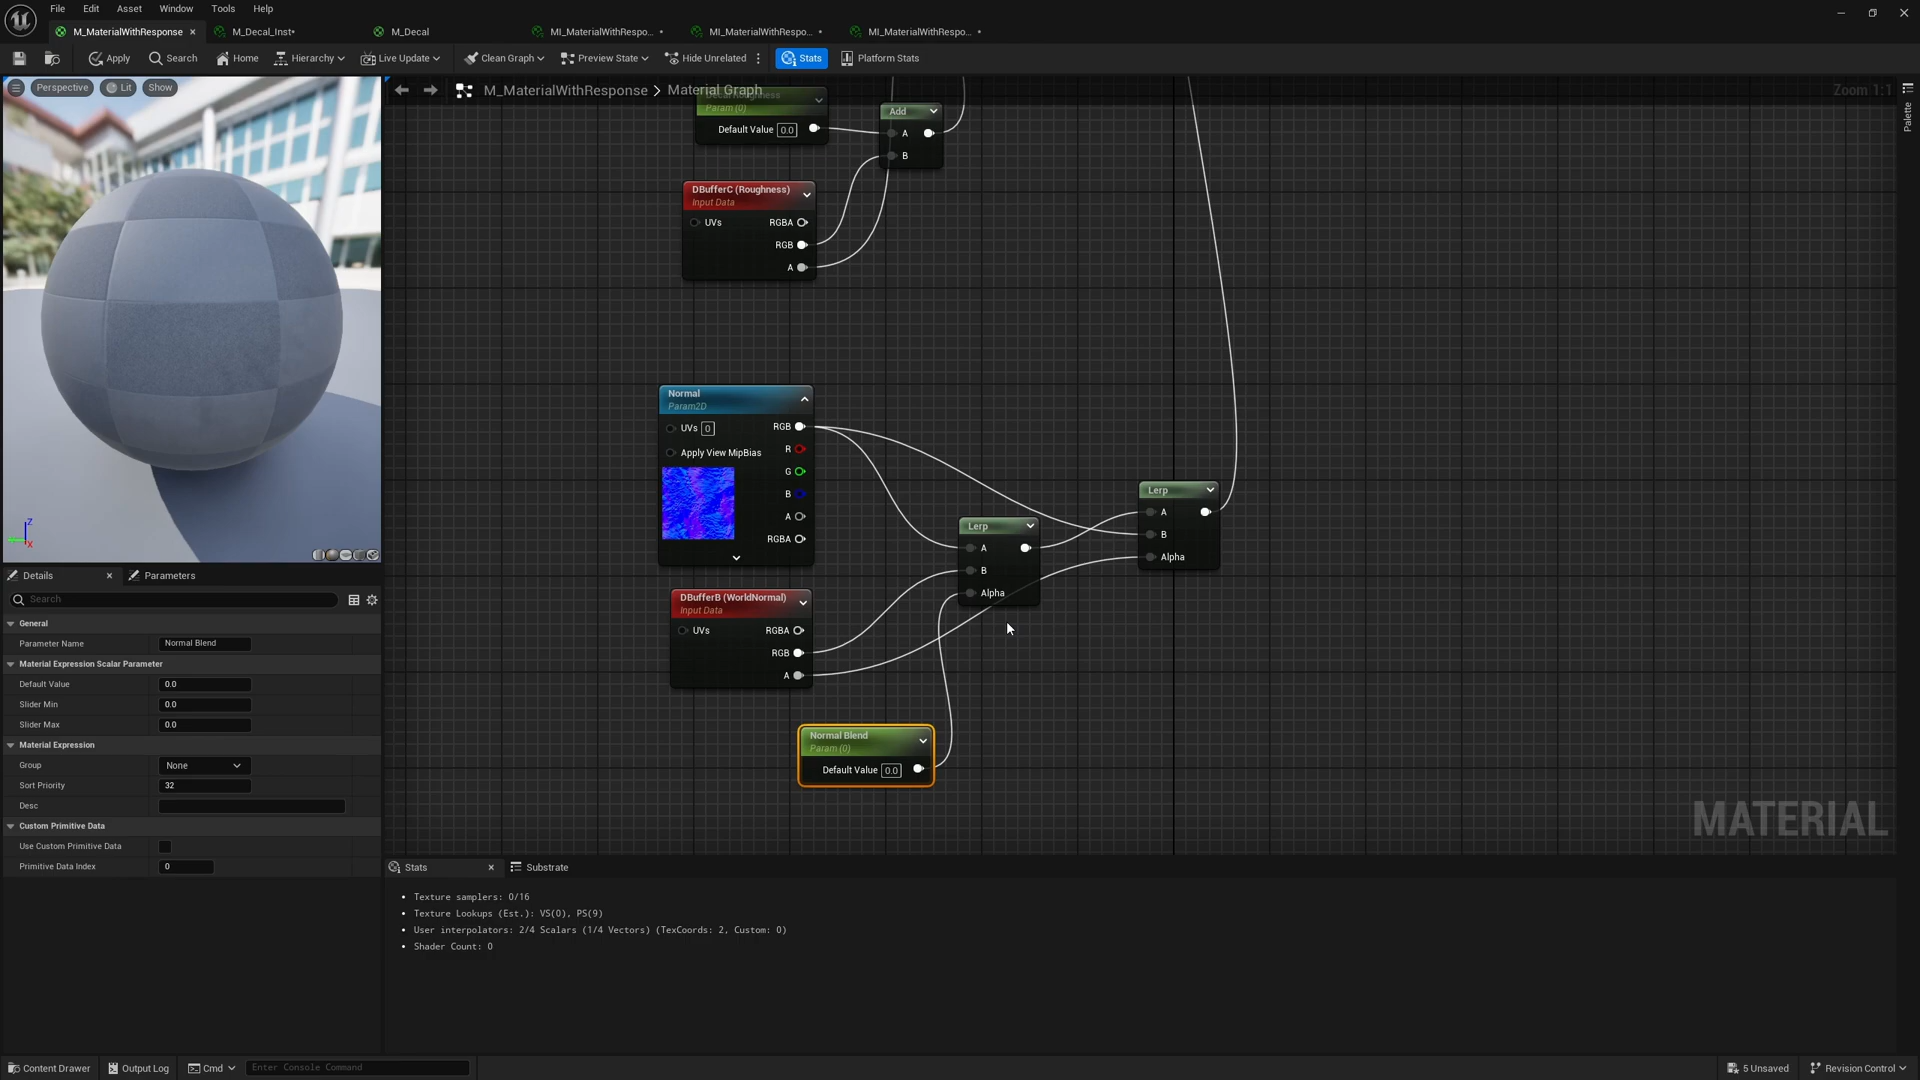 File Edit Asset Window Tools Help
M_MaterialWithResponse M_Decal_Inst• M_Decal MI_MaterialWithRespo... • MI_MaterialWithRespo... • MI_MaterialWithRespo... •
Apply Search Home Hierarchy Live Update Clean Graph Preview State Hide Unrelated Stats Platform Stats
Perspective Lit Show
M_MaterialWithResponse > Material Graph
Zoom 1:1
Palette
Decal Roughness
Param (0)
Default Value 0.0
Add
A
B
DBufferC (Roughness)
Input Data
UVs RGBA
RGB
A
Normal
Param2D
UVs 0 RGB
R
Apply View MipBias
G
B
A
RGBA
Lerp
A
B
Alpha
Lerp
A
B
Alpha
DBufferB (WorldNormal)
Input Data
UVs RGBA
RGB
A
Normal Blend
Param (0)
Default Value 0.0
MATERIAL
Z
X
Details Parameters
Search
General
Parameter Name Normal Blend
Material Expression Scalar Parameter
Default Value 0.0
Slider Min 0.0
Slider Max 0.0
Material Expression
Group None
Sort Priority 32
Desc
Custom Primitive Data
Use Custom Primitive Data
Primitive Data Index 0
Stats Substrate
• Texture samplers: 0/16
• Texture Lookups (Est.): VS(0), PS(9)
• User interpolators: 2/4 Scalars (1/4 Vectors) (TexCoords: 2, Custom: 0)
• Shader Count: 0
Content Drawer Output Log Cmd Enter Console Command 5 Unsaved Revision Control